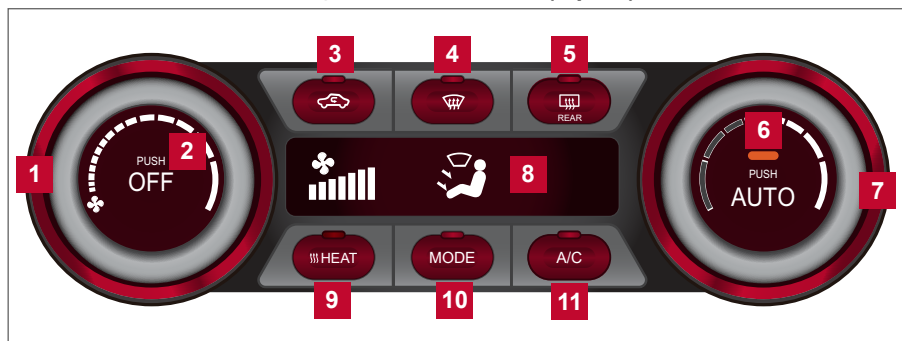 3 4 5
REAR
1
PUSH 2
OFF
8
6
PUSH
AUTO
7
HEAT MODE A/C
9 10 11